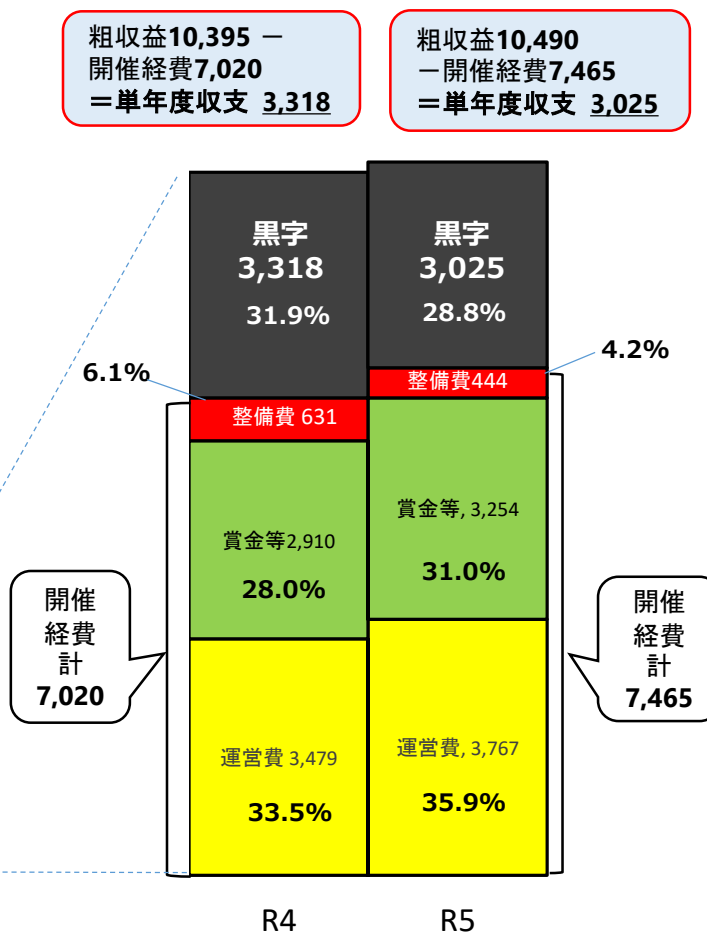 粗収益10,395 －
開催経費7,020
＝単年度収支 3,318
粗収益10,490
－開催経費7,465
＝単年度収支 3,025
黒字
3,318
31.9%
黒字
3,025
28.8%
6.1%
4.2%
整備費 631
整備費444
賞金等2,910
28.0%
賞金等, 3,254
31.0%
開催
経費
計
7,020
開催
経費
計
7,465
運営費 3,479
33.5%
運営費, 3,767
35.9%
R4
R5